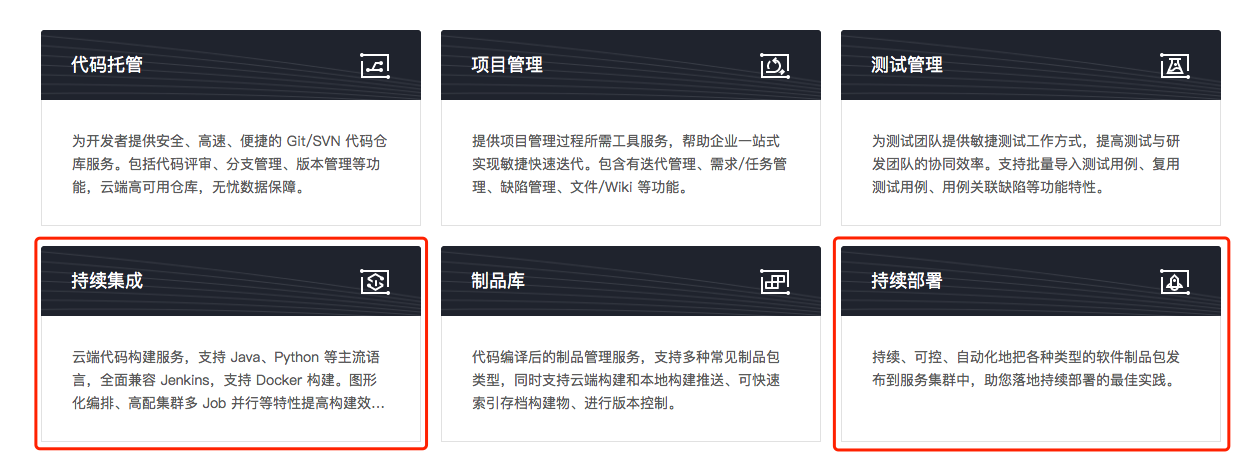 代码托管
为开发者提供安全、高速、便捷的 Git/SVN 代码仓
库服务。包括代码评审、分支管理、版本管理等功
能，云端高可用仓库，无忧数据保障。
项目管理
提供项目管理过程所需工具服务，帮助企业一站式
实现敏捷快速迭代。包含有迭代管理、需求/任务管
理、缺陷管理、文件/Wiki 等功能。
测试管理
为测试团队提供敏捷测试工作方式，提高测试与研
发团队的协同效率。支持批量导入测试用例、复用
测试用例、用例关联缺陷等功能特性。
持续集成
云端代码构建服务，支持 Java、Python 等主流语
言，全面兼容 Jenkins，支持 Docker 构建。图形
化编排、高配集群多 Job 并行等特性提高构建效...
制品库
代码编译后的制品管理服务，支持多种常见制品包
类型，同时支持云端构建和本地构建推送、可快速
索引存档构建物、进行版本控制。
持续部署
持续、可控、自动化地把各种类型的软件制品包发
布到服务集群中，助您落地持续部署的最佳实践。